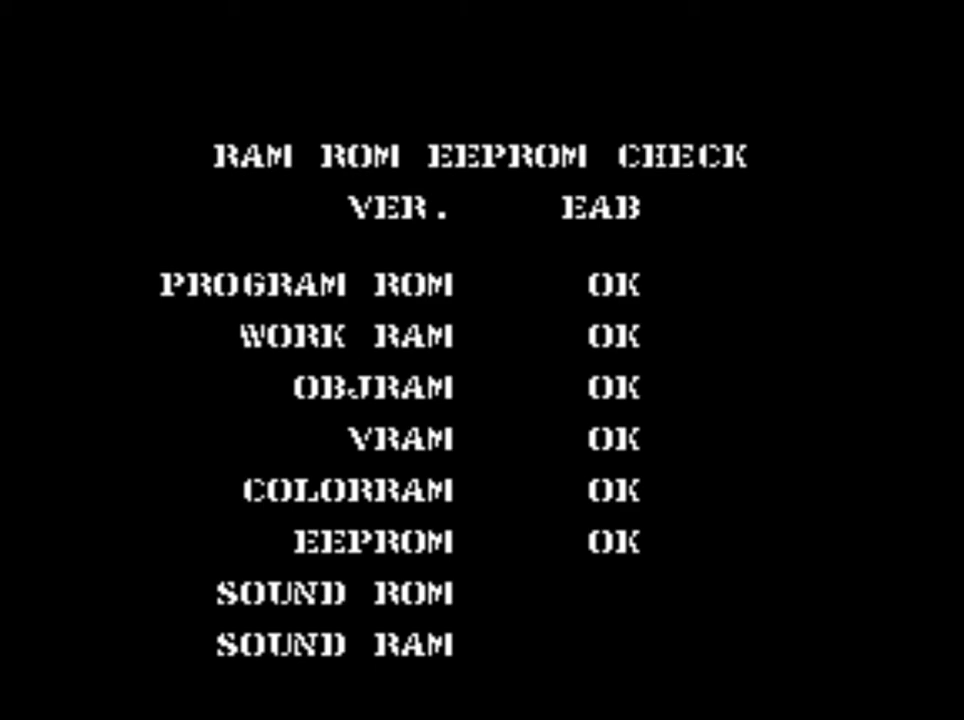 RAM ROM EEPROM CHECK
VER. EAB
PROGRAM ROM OK
WORK RAM OK
OBJRAM OK
VRAM OK
COLORRAM OK
EEPROM OK
SOUND ROM
SOUND RAM